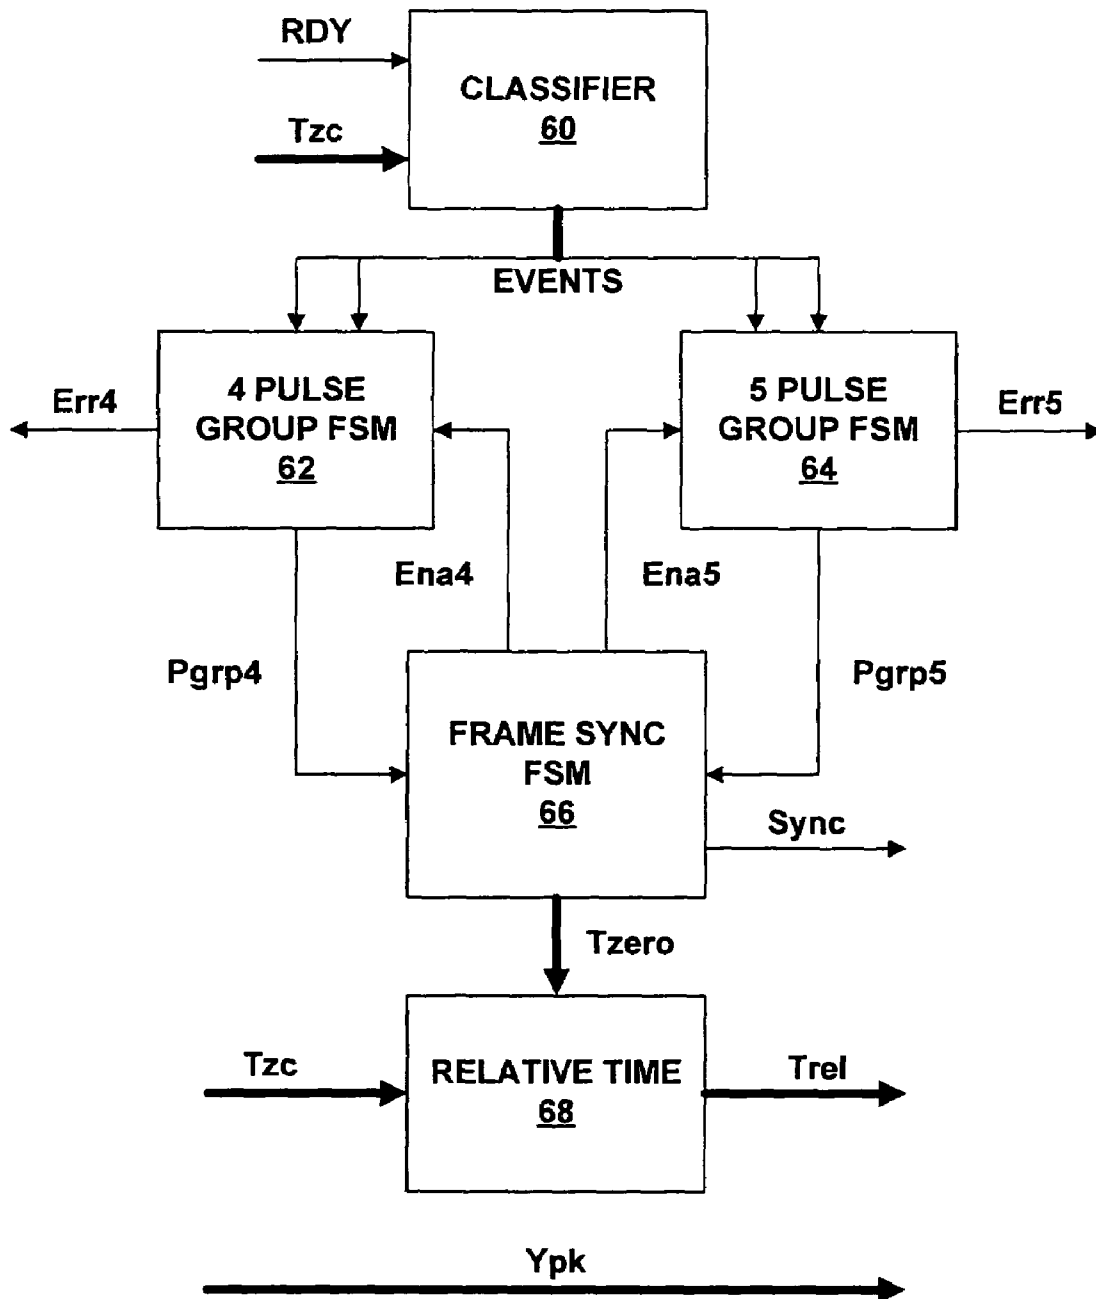 RDY
CLASSIFIER
60
Tzc
EVENTS
4 PULSE
GROUP FSM
62
5 PULSE
GROUP FSM
64
Err4
Err5
Ena4
Ena5
Pgrp4
Pgrp5
FRAME SYNC
FSM
66
Sync
Tzero
Tzc
RELATIVE TIME
68
Trel
Ypk